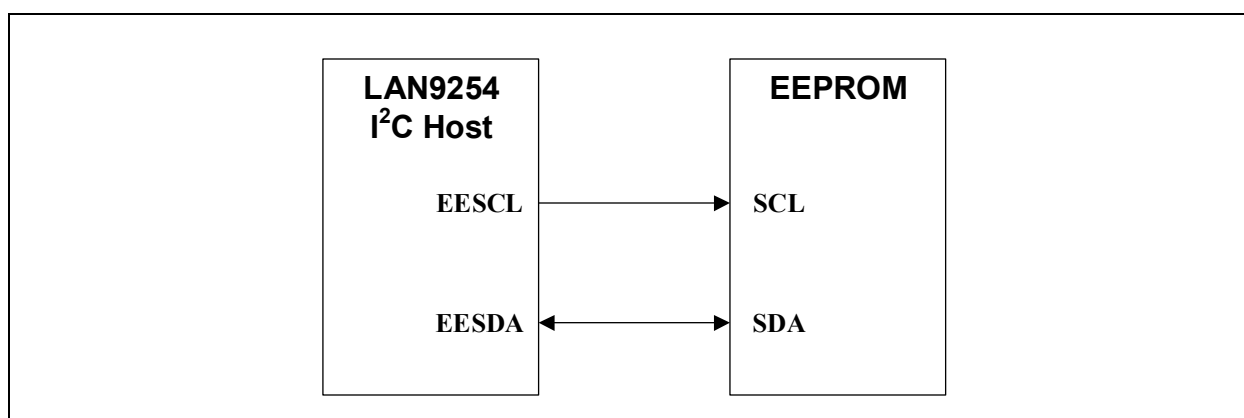 LAN9254
I²C Host
EEPROM
EESCL
SCL
EESDA
SDA